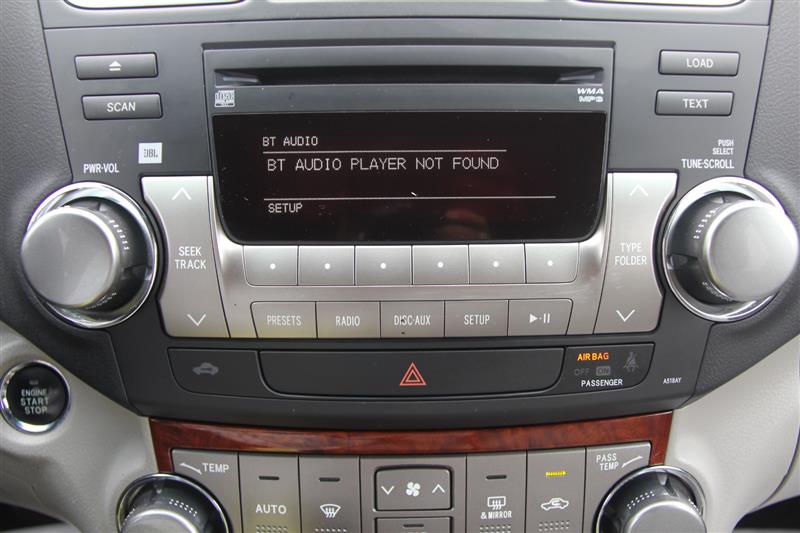 LOAD
WMA
MP3
SCAN
TEXT
BT AUDIO
BT AUDIO PLAYER NOT FOUND
SETUP
JBL
PWR·VOL
PUSH
SELECT
TUNE·SCROLL
SEEK
TRACK
TYPE
FOLDER
PRESETS
RADIO
DISC·AUX
SETUP
AIR BAG
OFF ON
PASSENGER
A518AY
ENGINE
START
STOP
TEMP
AUTO
& MIRROR
PASS
TEMP